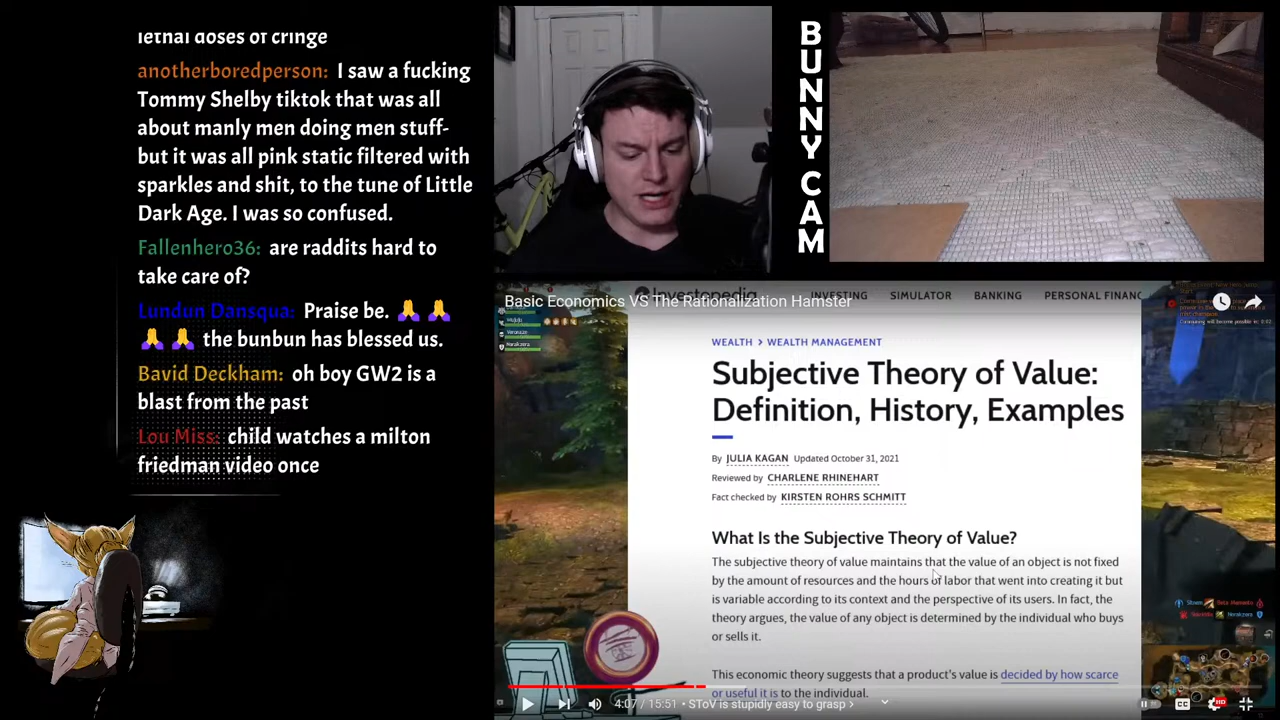 lethal doses of cringe
anotherboredperson: I saw a fucking
Tommy Shelby tiktok that was all
about manly men doing men stuff-
but it was all pink static filtered with
sparkles and shit, to the tune of Little
Dark Age. I was so confused.
Fallenhero36: are raddits hard to
take care of?
Lundun Dansqua: Praise be. 🙏 🙏
🙏 🙏 the bunbun has blessed us.
Bavid Deckham: oh boy GW2 is a
blast from the past
Lou Miss: child watches a milton
friedman video once
BUNNY CAM
Investopedia
Basic Economics VS The Rationalization Hamster
INVESTING SIMULATOR BANKING PERSONAL FINANC
WEALTH > WEALTH MANAGEMENT
Subjective Theory of Value:
Definition, History, Examples
By JULIA KAGAN Updated October 31, 2021
Reviewed by CHARLENE RHINEHART
Fact checked by KIRSTEN ROHRS SCHMITT
What Is the Subjective Theory of Value?
The subjective theory of value maintains that the value of an object is not fixed
by the amount of resources and the hours of labor that went into creating it but
is variable according to its context and the perspective of its users. In fact, the
theory argues, the value of any object is determined by the individual who buys
or sells it.
This economic theory suggests that a product's value is decided by how scarce
or useful it is to the individual.
4:07 / 15:51 • SToV is stupidly easy to grasp >
CC
HD